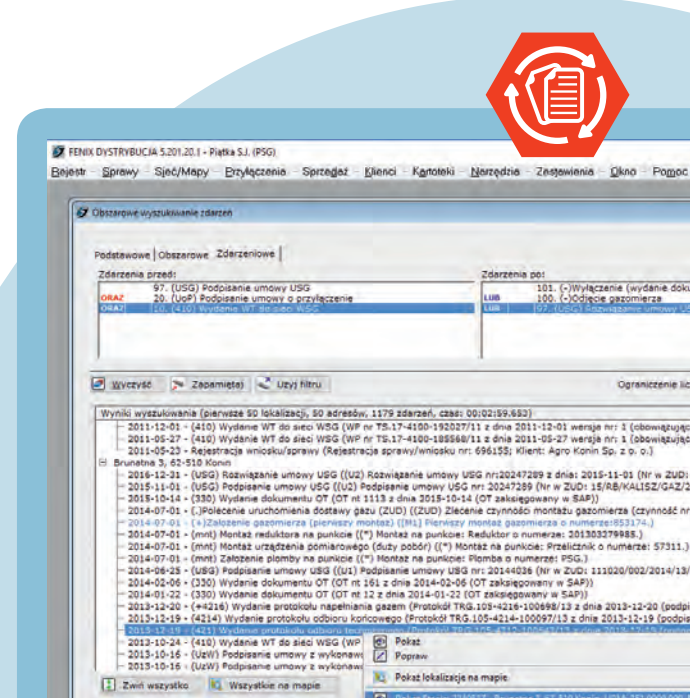 FENIX DYSTRYBUCJA 5.201.20.1 - Piątka S.J. (PSG)
Rejestr Sprawy Sieć/Mapy Przyłączenia Sprzedaż Klienci Kartoteki Narzędzia Zestawienia Okno Pomoc
Obszarowe wyszukiwanie zdarzeń
Podstawowe Obszarowe Zdarzeniowe
Zdarzenia przed: Zdarzenia po:
97. (USG) Podpisanie umowy USG 101. (-)Wyłączenie (wydanie doku
ORAZ 20. (UoP) Podpisanie umowy o przyłączenie LUB 100. (-)Odjęcie gazomierza
ORAZ 10. (410) Wydanie WT do sieci WSG LUB 97. (USG) Rozwiązanie umowy US
Wyczyść Zapamiętaj Użyj filtru Ograniczenie lic
Wyniki wyszukiwania (pierwsze 50 lokalizacji, 50 adresów, 1179 zdarzeń, czas: 00:02:59.653)
2011-12-01 - (410) Wydanie WT do sieci WSG (WP nr TS.17-4100-192027/11 z dnia 2011-12-01 wersja nr: 1 (obowiązując
2011-05-27 - (410) Wydanie WT do sieci WSG (WP nr TS.17-4100-185568/11 z dnia 2011-05-27 wersja nr: 1 (obowiązując
2011-05-23 - Rejestracja wniosku/sprawy (Rejestracja sprawy/wniosku nr: 696155; Klient: Agro Konin Sp. z o. o.)
Brunatna 3, 62-510 Konin
2016-12-31 - (USG) Rozwiązanie umowy USG ((U2) Rozwiązanie umowy USG nr:20247289 z dnia: 2015-11-01 (Nr w ZUD:
2015-11-01 - (USG) Podpisanie umowy USG ((U2) Podpisanie umowy USG nr: 20247289 (Nr w ZUD: 15/RB/KALISZ/GAZ/2
2015-10-14 - (330) Wydanie dokumentu OT (OT nt 1113 z dnia 2015-10-14 (OT zaksięgowany w SAP))
2014-07-01 - (.)Polecenie uruchomienia dostawy gazu (ZUD) ((ZUD) Zlecenie czynności montażu gazomierza (czynność nr
2014-07-01 - (+)Założenie gazomierza (pierwszy montaż) ((M1) Pierwszy montaż gazomierza o numerze:853174.)
2014-07-01 - (mnt) Montaż reduktora na punkcie ((*) Montaż na punkcie: Reduktor o numerze: 201303279985.)
2014-07-01 - (mnt) Montaż urządzenia pomiarowego (duży pobór) ((*) Montaż na punkcie: Przelicznik o numerze: 57311.)
2014-07-01 - (mnt) Założenie plomby na punkcie ((*) Montaż na punkcie: Plomba o numerze: PSG.)
2014-06-25 - (USG) Podpisanie umowy USG ((U1) Podpisanie umowy USG nr: 20144036 (Nr w ZUD: 111020/002/2014/13/
2014-02-06 - (330) Wydanie dokumentu OT (OT nt 161 z dnia 2014-02-06 (OT zaksięgowany w SAP))
2014-01-22 - (330) Wydanie dokumentu OT (OT nt 12 z dnia 2014-01-22 (OT zaksięgowany w SAP))
2013-12-20 - (+4216) Wydanie protokołu napełniania gazem (Protokół TRG.105-4216-100698/13 z dnia 2013-12-20 (podpi
2013-12-19 - (4214) Wydanie protokołu odbioru końcowego (Protokół TRG.105-4214-100097/13 z dnia 2013-12-19 (podpis
2013-12-19 - (421) Wydanie protokołu odbioru
2013-10-24 - (410) Wydanie WT do sieci WSG (WP Pokaż
2013-10-16 - (UzW) Podpisanie umowy z wykonaw Popraw
2013-10-16 - (UzW) Podpisanie umowy z wykonaw
Pokaż lokalizację na mapie
Zwiń wszystko Wszystkie na mapie